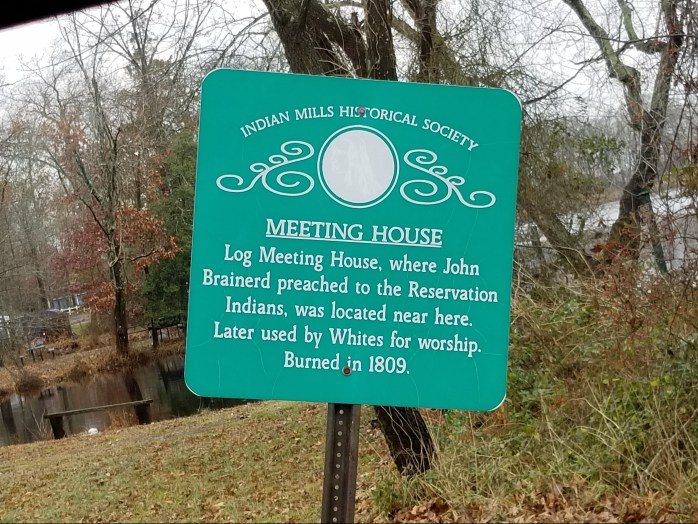 INDIAN MILLS HISTORICAL SOCIETY
MEETING HOUSE
Log Meeting House, where John
Brainerd preached to the Reservation
Indians, was located near here.
Later used by Whites for worship.
Burned in 1809.